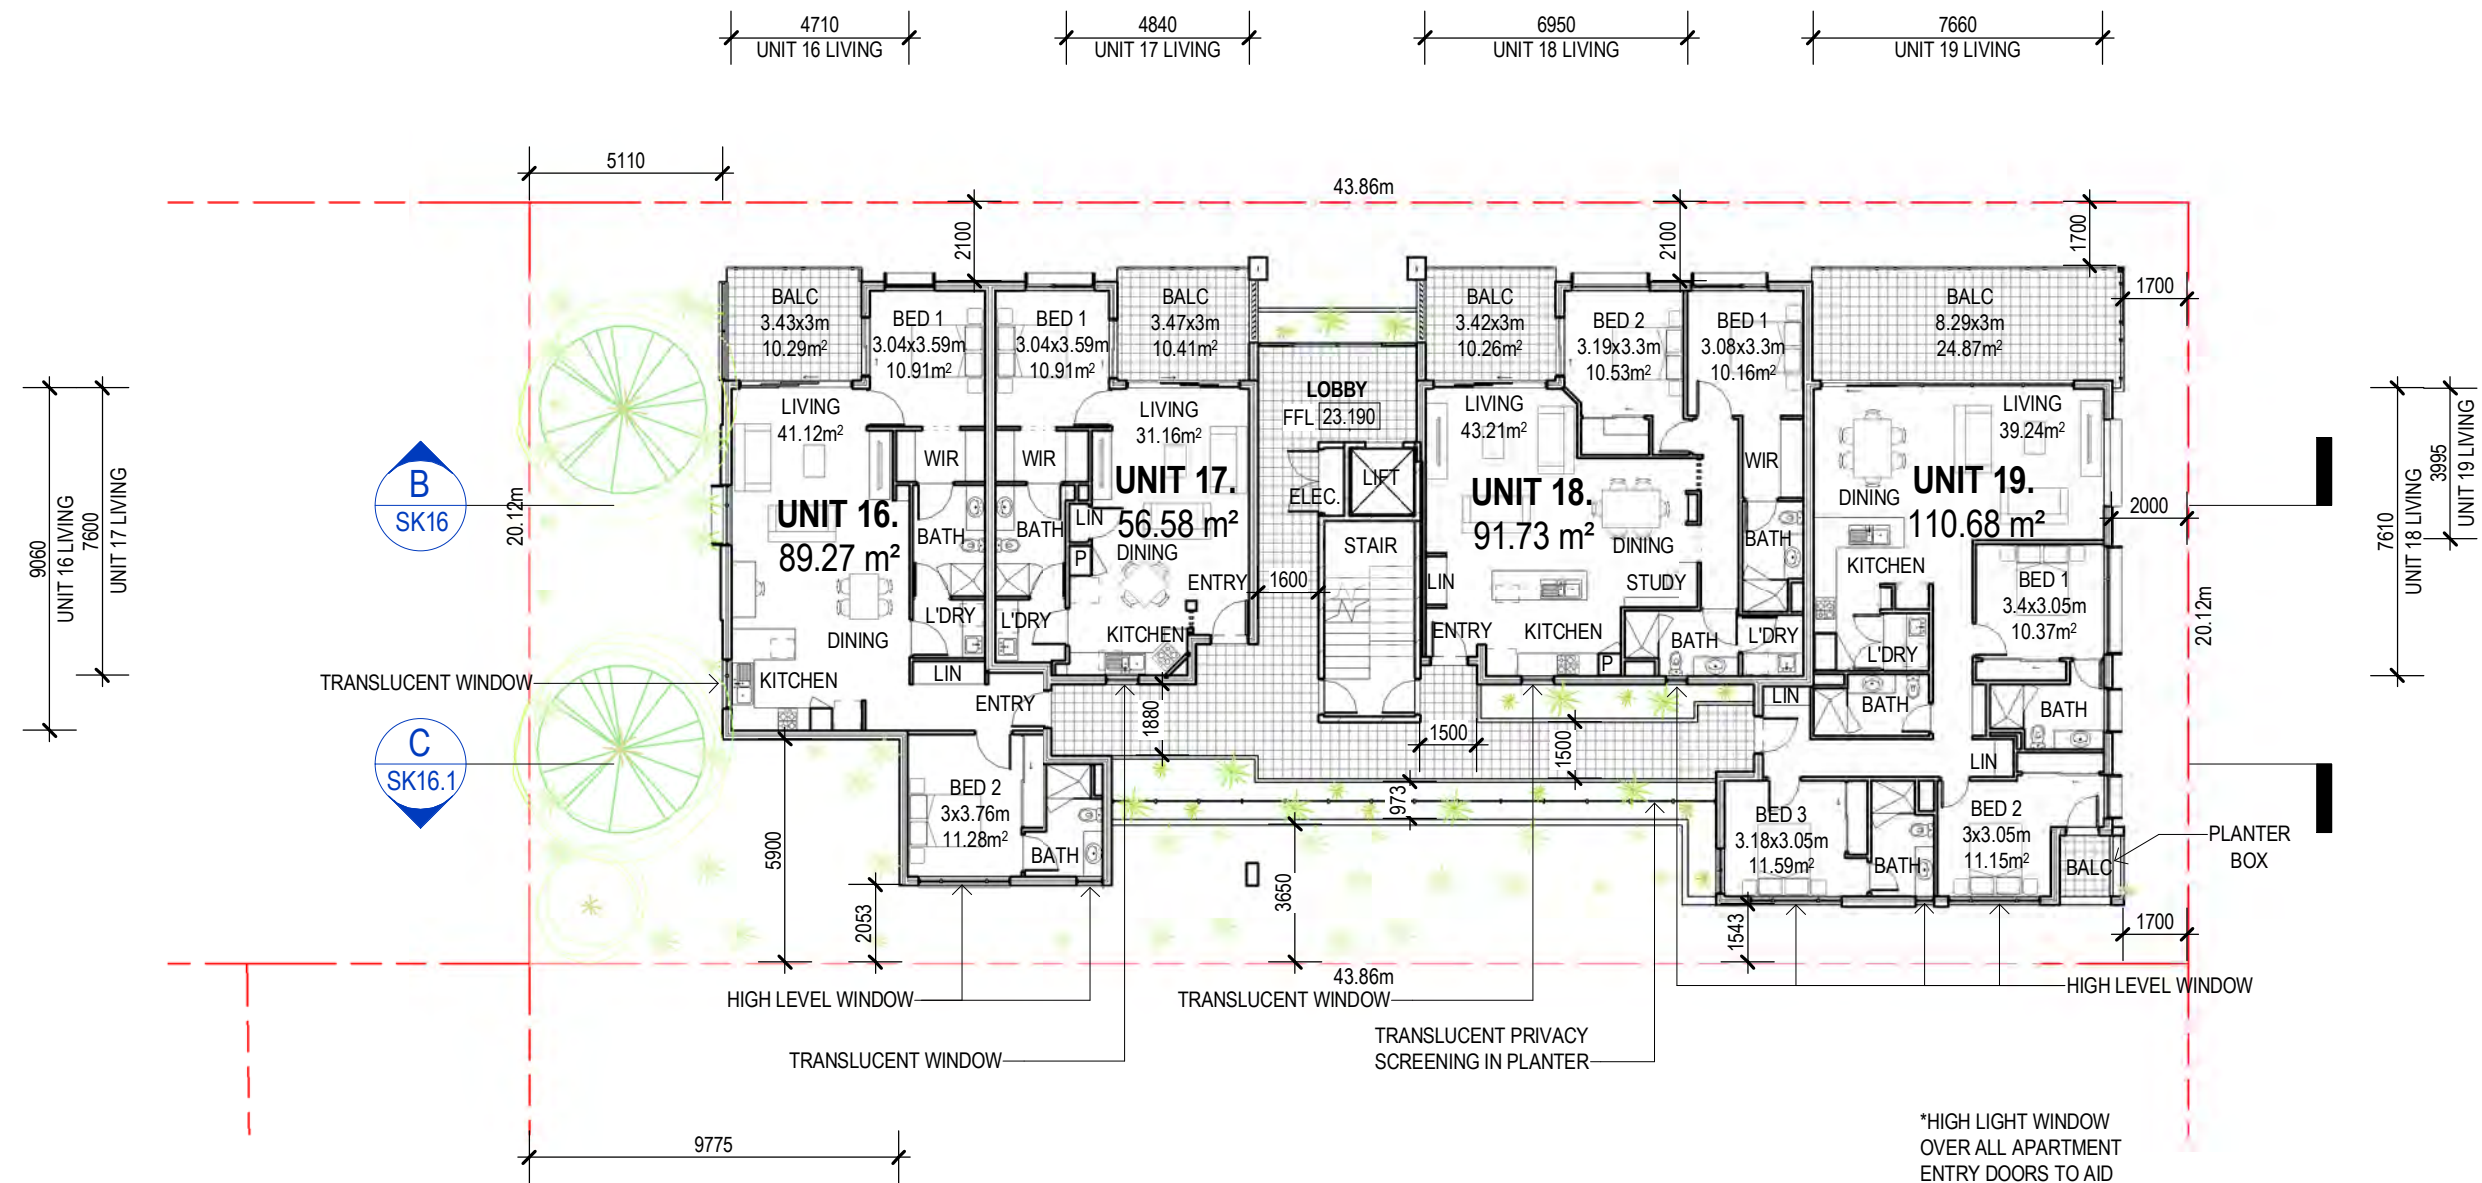 4710
UNIT 16 LIVING
4840
UNIT 17 LIVING
6950
UNIT 18 LIVING
7660
UNIT 19 LIVING
5110
43.86m
2100
2100
1700
1700
BALC
3.43x3m
10.29m²
BED 1
3.04x3.59m
10.91m²
BED 1
3.04x3.59m
10.91m²
BALC
3.47x3m
10.41m²
BALC
3.42x3m
10.26m²
BED 2
3.19x3.3m
10.53m²
BED 1
3.08x3.3m
10.16m²
BALC
8.29x3m
24.87m²
LOBBY
FFL 23.190
LIVING
41.12m²
LIVING
31.16m²
LIVING
43.21m²
LIVING
39.24m²
9060
UNIT 16 LIVING
7600
UNIT 17 LIVING
7610
UNIT 18 LIVING
3995
UNIT 19 LIVING
B
SK16
20.12m
WIR
WIR
WIR
UNIT 16.
89.27 m²
UNIT 17.
56.58 m²
UNIT 18.
91.73 m²
UNIT 19.
110.68 m²
ELEC.
LIFT
DINING
2000
BATH
BATH
LIN
P
DINING
ENTRY
1600
STAIR
LIN
DINING
STUDY
BATH
KITCHEN
BED 1
3.4x3.05m
10.37m²
20.12m
L'DRY
L'DRY
DINING
KITCHEN
ENTRY
KITCHEN
P
BATH
L'DRY
L'DRY
TRANSLUCENT WINDOW
KITCHEN
LIN
ENTRY
1880
1500
1500
LIN
BATH
BATH
LIN
C
SK16.1
BED 2
3x3.76m
11.28m²
BATH
973
BED 3
3.18x3.05m
11.59m²
BATH
BED 2
3x3.05m
11.15m²
BALC
PLANTER
BOX
5900
2053
3650
1543
1700
43.86m
HIGH LEVEL WINDOW
TRANSLUCENT WINDOW
HIGH LEVEL WINDOW
TRANSLUCENT WINDOW
TRANSLUCENT PRIVACY
SCREENING IN PLANTER
9775
*HIGH LIGHT WINDOW
OVER ALL APARTMENT
ENTRY DOORS TO AID